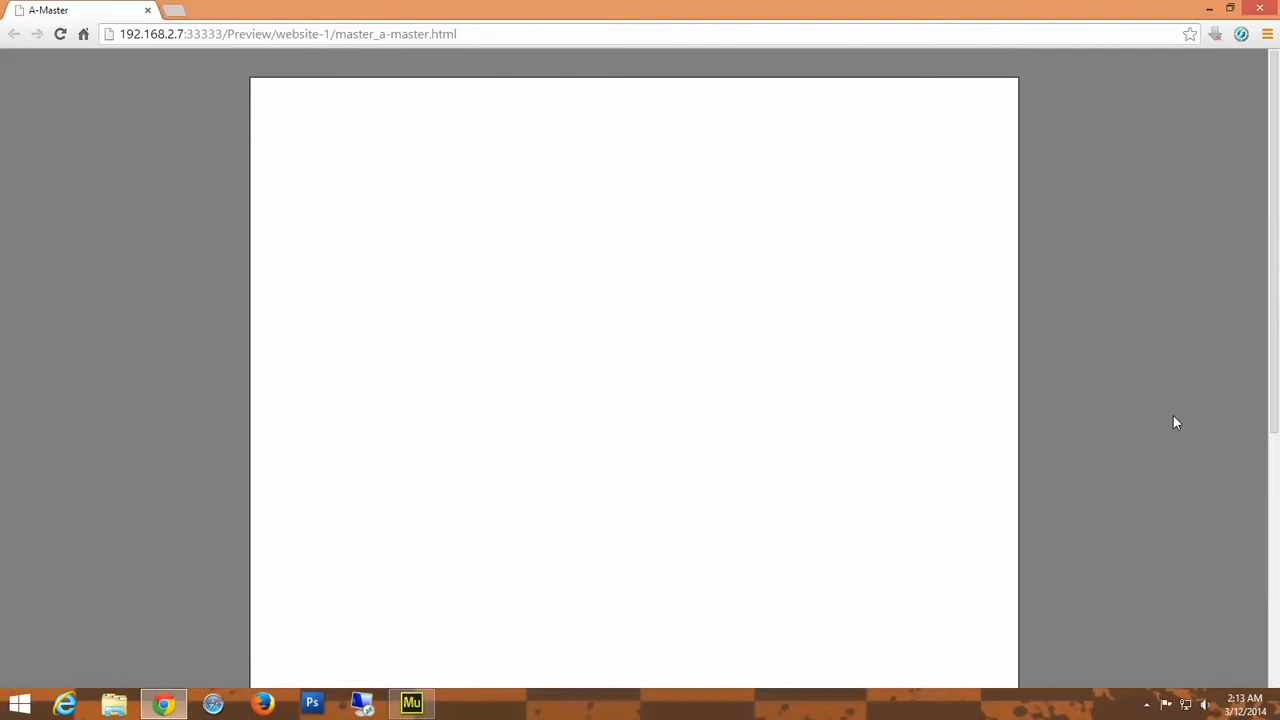 A-Master
192.168.2.7:33333/Preview/website-1/master_a-master.html
Ps
Mu
2:13 AM
3/12/2014